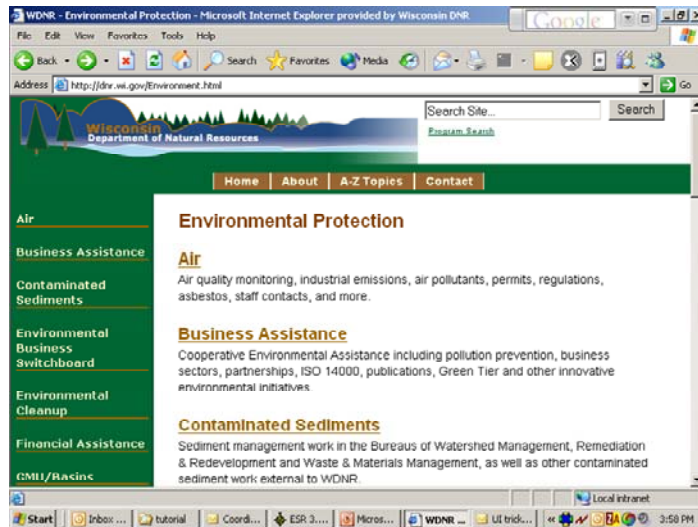 WDNR - Environmental Protection - Microsoft Internet Explorer provided by Wisconsin DNR
Google
File Edit View Favorites Tools Help
Back Search Favorites Media
Address http://dnr.wi.gov/Environment.html Go
Wisconsin
Department of Natural Resources
Search Site... Search
Program Search
Home About A-Z Topics Contact
Air
Business Assistance
Contaminated
Sediments
Environmental
Business
Switchboard
Environmental
Cleanup
Financial Assistance
GMU/Basins
Environmental Protection
Air
Air quality monitoring, industrial emissions, air pollutants, permits, regulations,
asbestos, staff contacts, and more.
Business Assistance
Cooperative Environmental Assistance including pollution prevention, business
sectors, partnerships, ISO 14000, publications, Green Tier and other innovative
environmental initiatives
Contaminated Sediments
Sediment management work in the Bureaus of Watershed Management, Remediation
& Redevelopment and Waste & Materials Management, as well as other contaminated
sediment work external to WDNR.
Local intranet
Start Inbox ... tutorial Coord... ESR 3.... Micros... WDNR ... UI trick... 3:58 PM